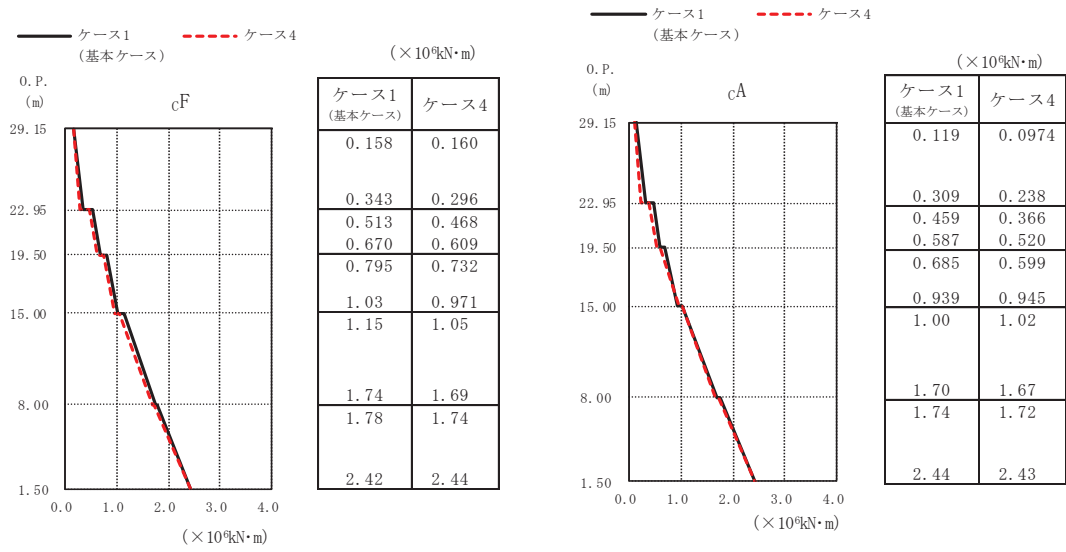 ケース1 ケース4
(基本ケース)
(×10⁶kN・m)
O.P.
(m)
cF
ケース1 ケース4
(基本ケース)
29.15
22.95
19.50
15.00
8.00
1.50
0.0 1.0 2.0 3.0 4.0
(×10⁶kN・m)
0.158 0.160
0.343 0.296
0.513 0.468
0.670 0.609
0.795 0.732
1.03 0.971
1.15 1.05
1.74 1.69
1.78 1.74
2.42 2.44
ケース1 ケース4
(基本ケース)
(×10⁶kN・m)
O.P.
(m)
cA
ケース1 ケース4
(基本ケース)
29.15
22.95
19.50
15.00
8.00
1.50
0.0 1.0 2.0 3.0 4.0
(×10⁶kN・m)
0.119 0.0974
0.309 0.238
0.459 0.366
0.587 0.520
0.685 0.599
0.939 0.945
1.00 1.02
1.70 1.67
1.74 1.72
2.44 2.43